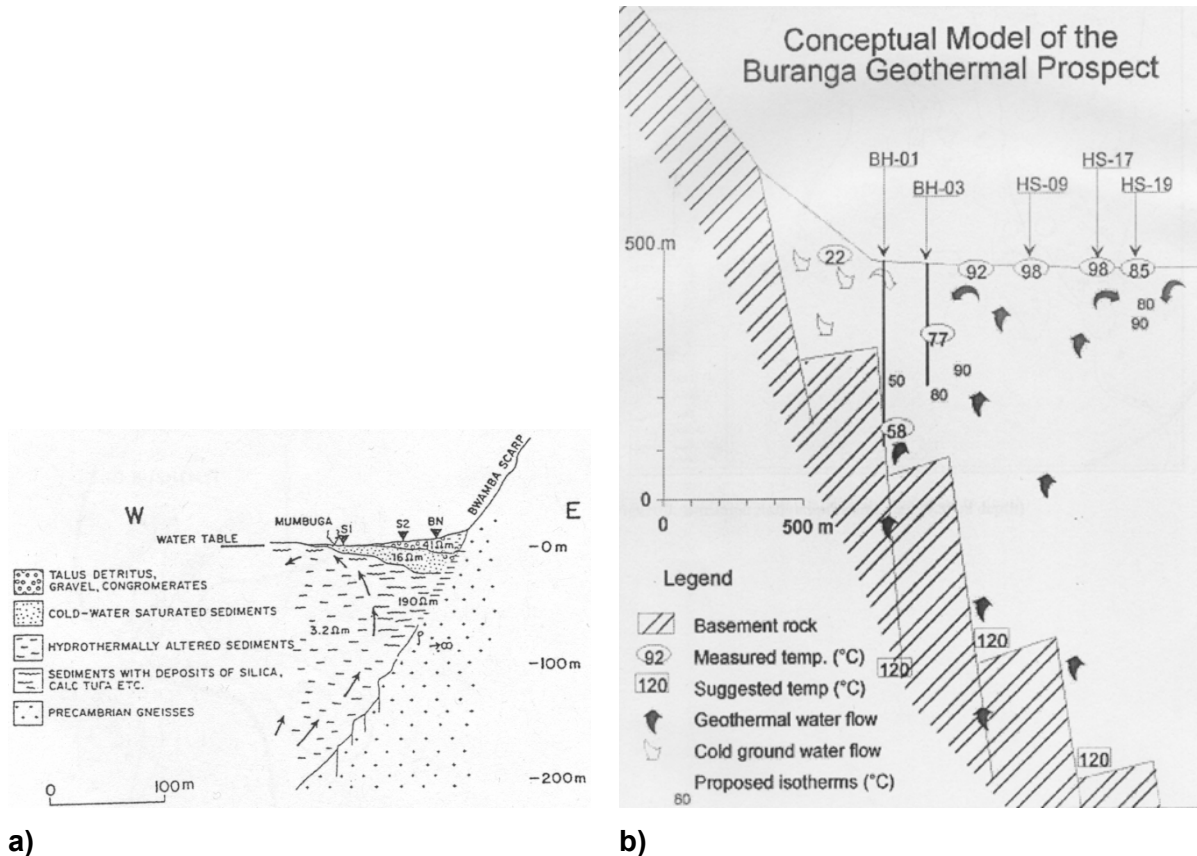 W
E
MUMBUGA
S1
S2
BN
BWAMBA SCARP
WATER TABLE
41Ωm
16Ωm
190Ωm
3.2Ωm
ρ→∞
-0m
-100m
-200m
TALUS DETRITUS,
GRAVEL, CONGROMERATES
COLD-WATER SATURATED SEDIMENTS
HYDROTHERMALLY ALTERED SEDIMENTS
SEDIMENTS WITH DEPOSITS OF SILICA,
CALC TUFA ETC.
PRECAMBRIAN GNEISSES
0 100m
a)
Conceptual Model of the
Buranga Geothermal Prospect
BH-01
BH-03
HS-09
HS-17
HS-19
500 m
22
92
98
98
85
80
90
77
50
90
80
58
0
0 500 m
120
120
120
Legend
Basement rock
92 Measured temp. (°C)
120 Suggested temp (°C)
Geothermal water flow
Cold ground water flow
Proposed isotherms (°C)
60
b)